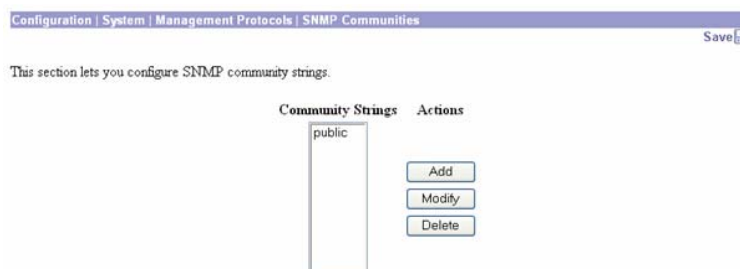 Configuration | System | Management Protocols | SNMP Communities
Save
This section lets you configure SNMP community strings.
Community Strings Actions
public
Add
Modify
Delete